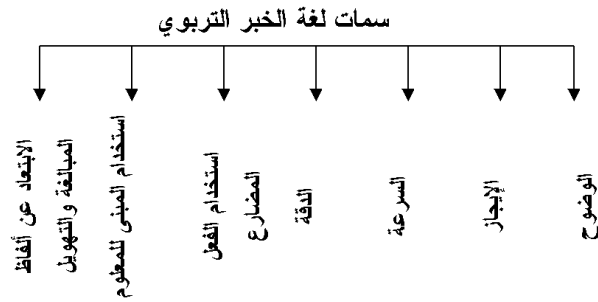 سمات لغة الخبر التربوي
الوضوح
الإيجاز
السرعة
الدقة
استخدام الفعل
المضارع
استخدام المبنى للمعلوم
الابتعاد عن ألفاظ
المبالغة والتهويل